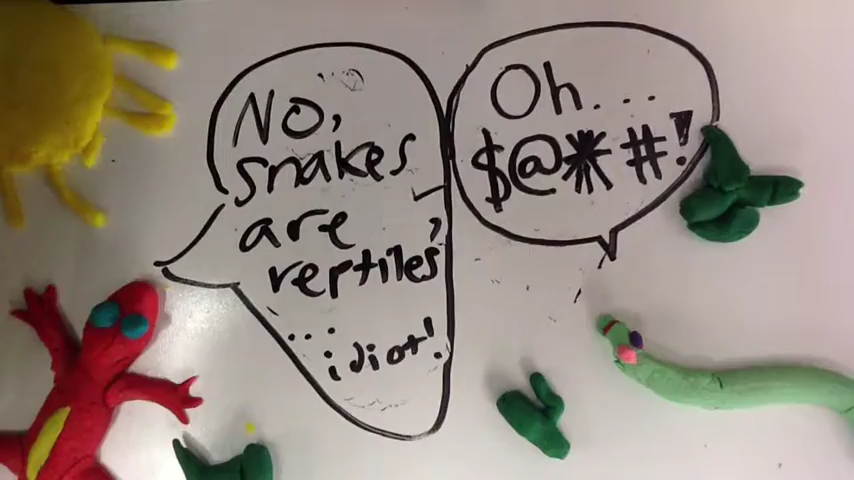 No,
snakes
are
reptiles,
...
idiot!
Oh...
$@*#!